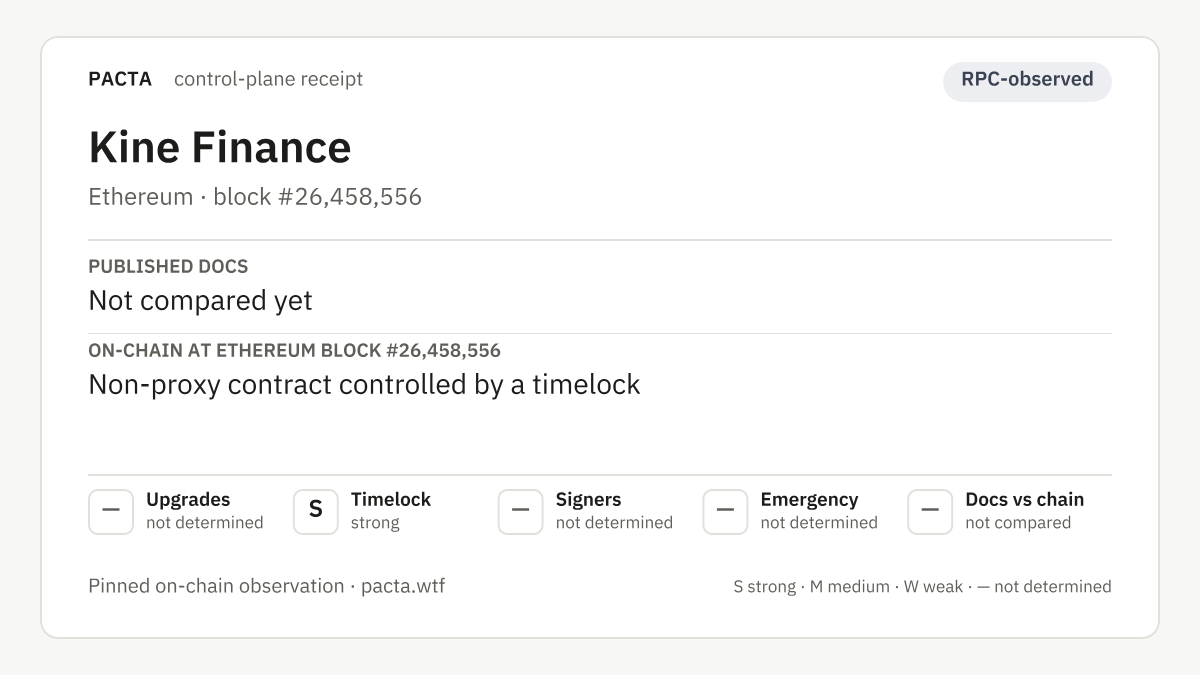 PACTA control-plane receipt
RPC-observed
Kine Finance
Ethereum · block #26,458,556
PUBLISHED DOCS
Not compared yet
ON-CHAIN AT ETHEREUM BLOCK #26,458,556
Non-proxy contract controlled by a timelock
— Upgrades
not determined
S Timelock
strong
— Signers
not determined
— Emergency
not determined
— Docs vs chain
not compared
Pinned on-chain observation · pacta.wtf
S strong · M medium · W weak · — not determined